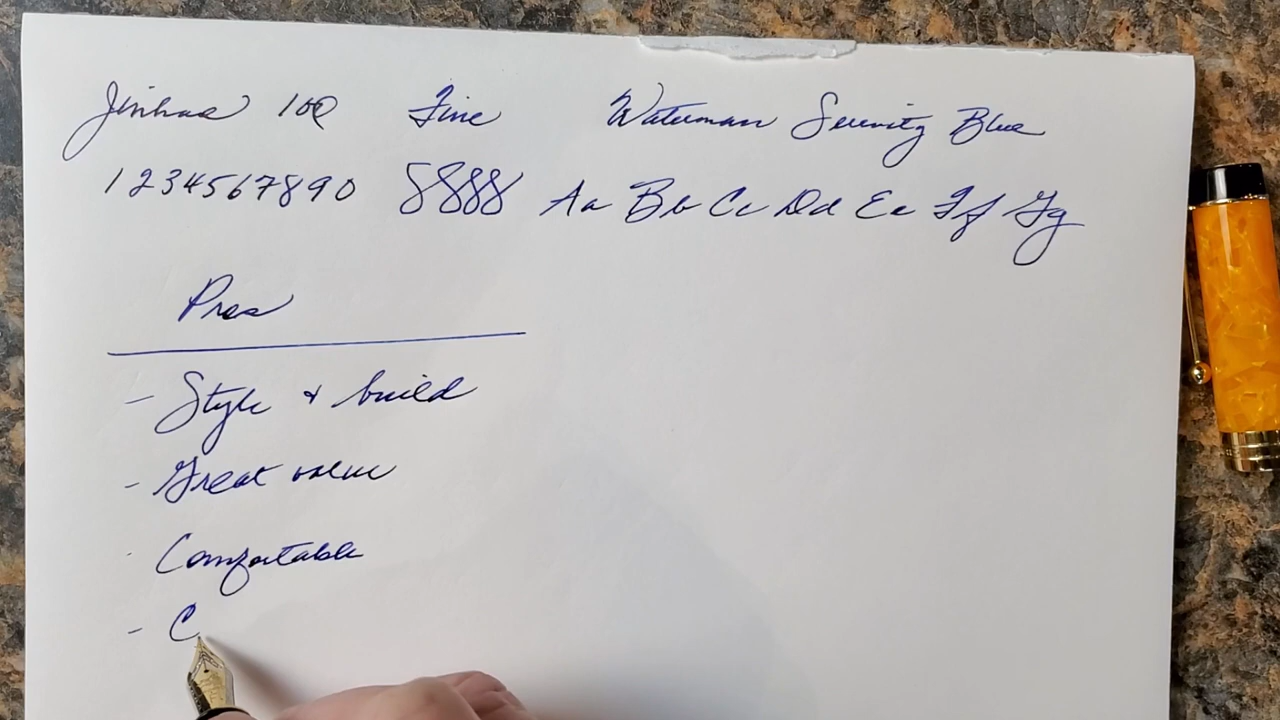 Jinhao 100 Fine Waterman Serenity Blue
1234567890 8888 Aa Bb Cc Dd Ee Ff Gg
Pros
- Style + build
- Great value
- Comfortable
- C